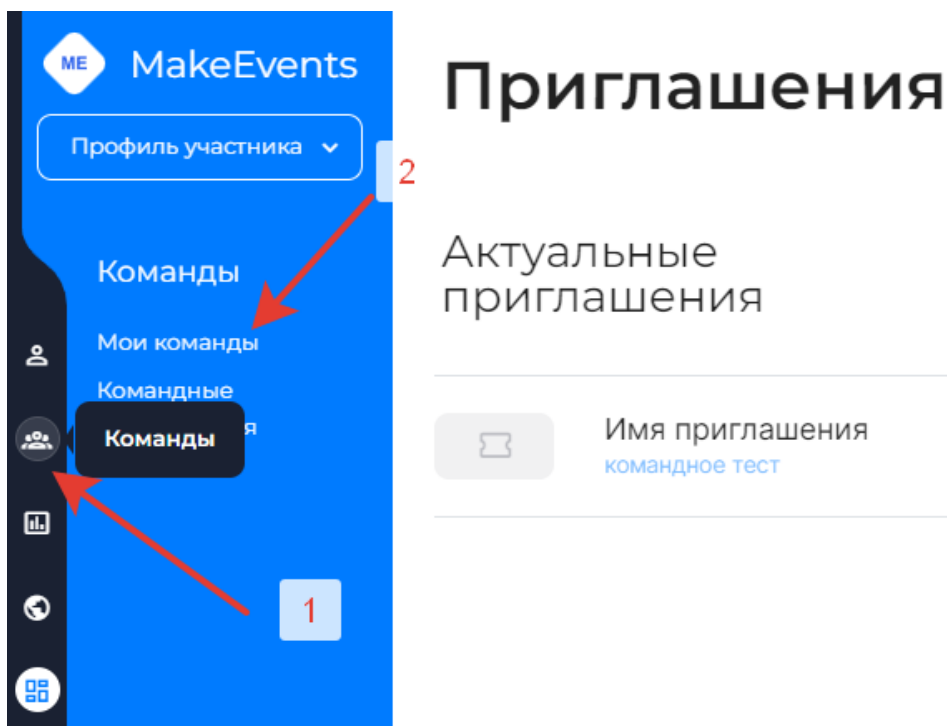 ME MakeEvents
Профиль участника
2
Команды
Мои команды
Командные
я
Команды
1
Приглашения
Актуальные
приглашения
Имя приглашения
командное тест